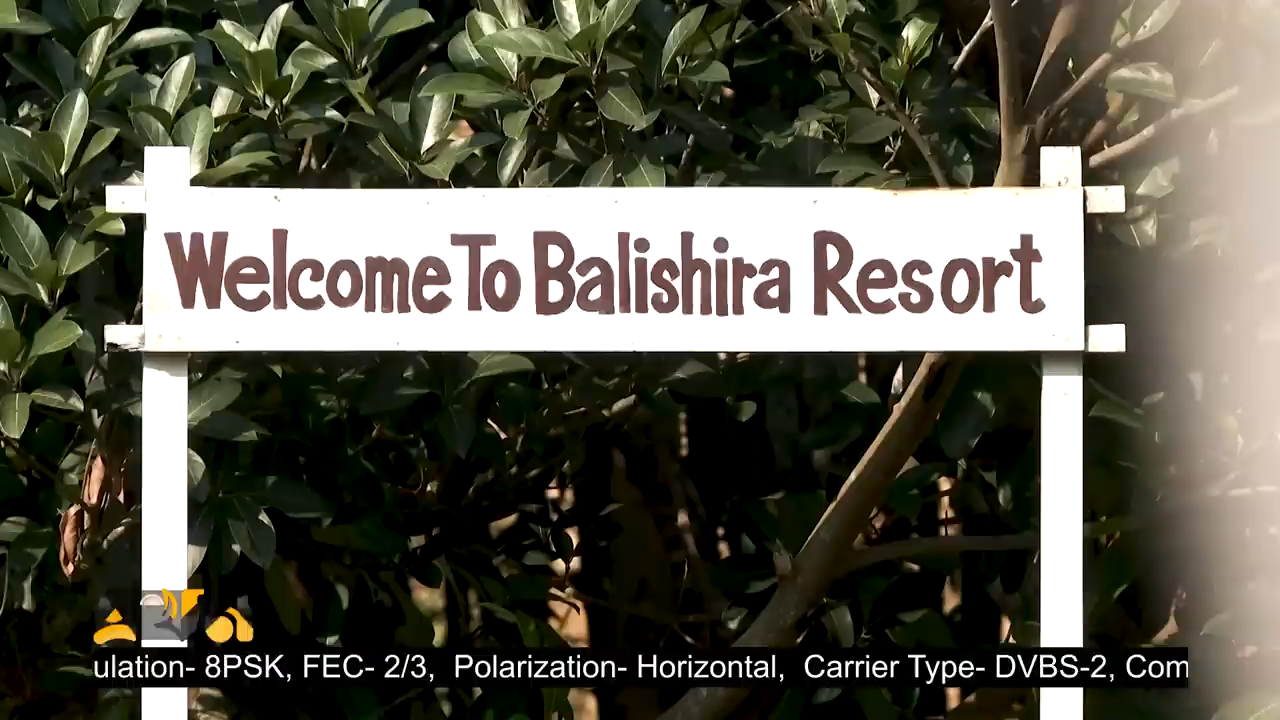 Welcome To Balishira Resort
ulation- 8PSK, FEC- 2/3, Polarization- Horizontal, Carrier Type- DVBS-2, Com